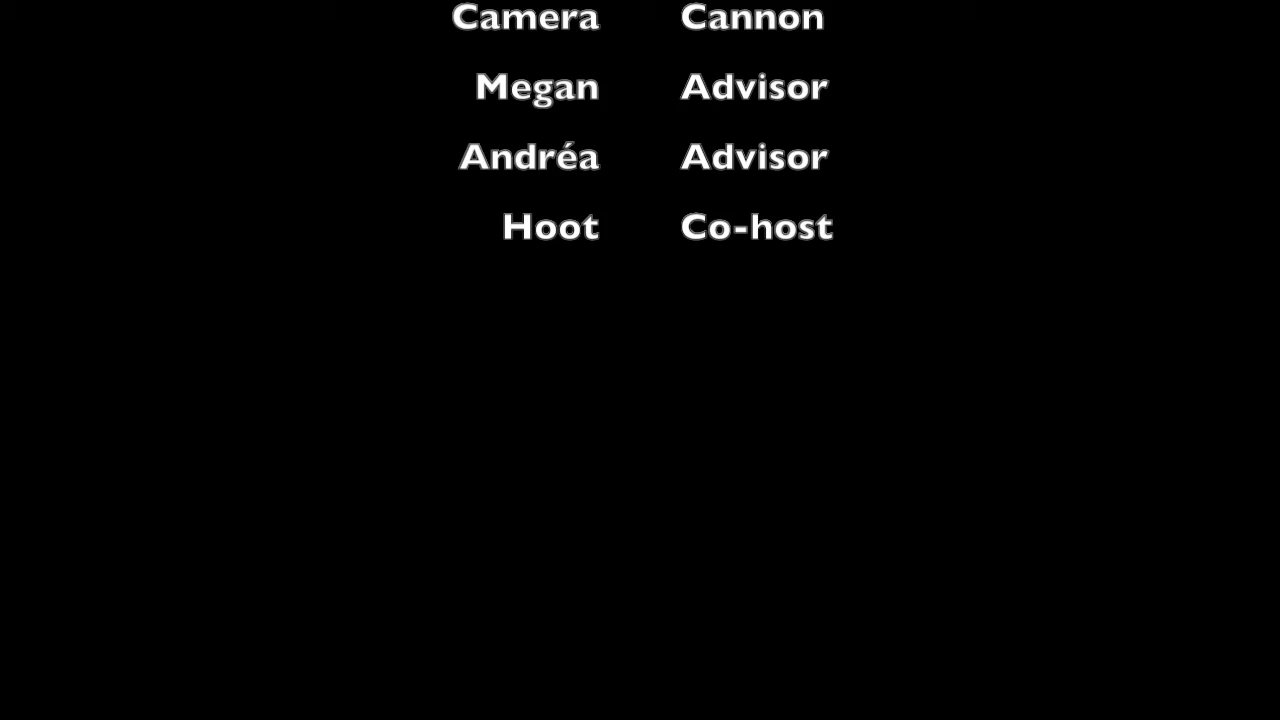 Camera Cannon
Megan Advisor
Andréa Advisor
Hoot Co-host